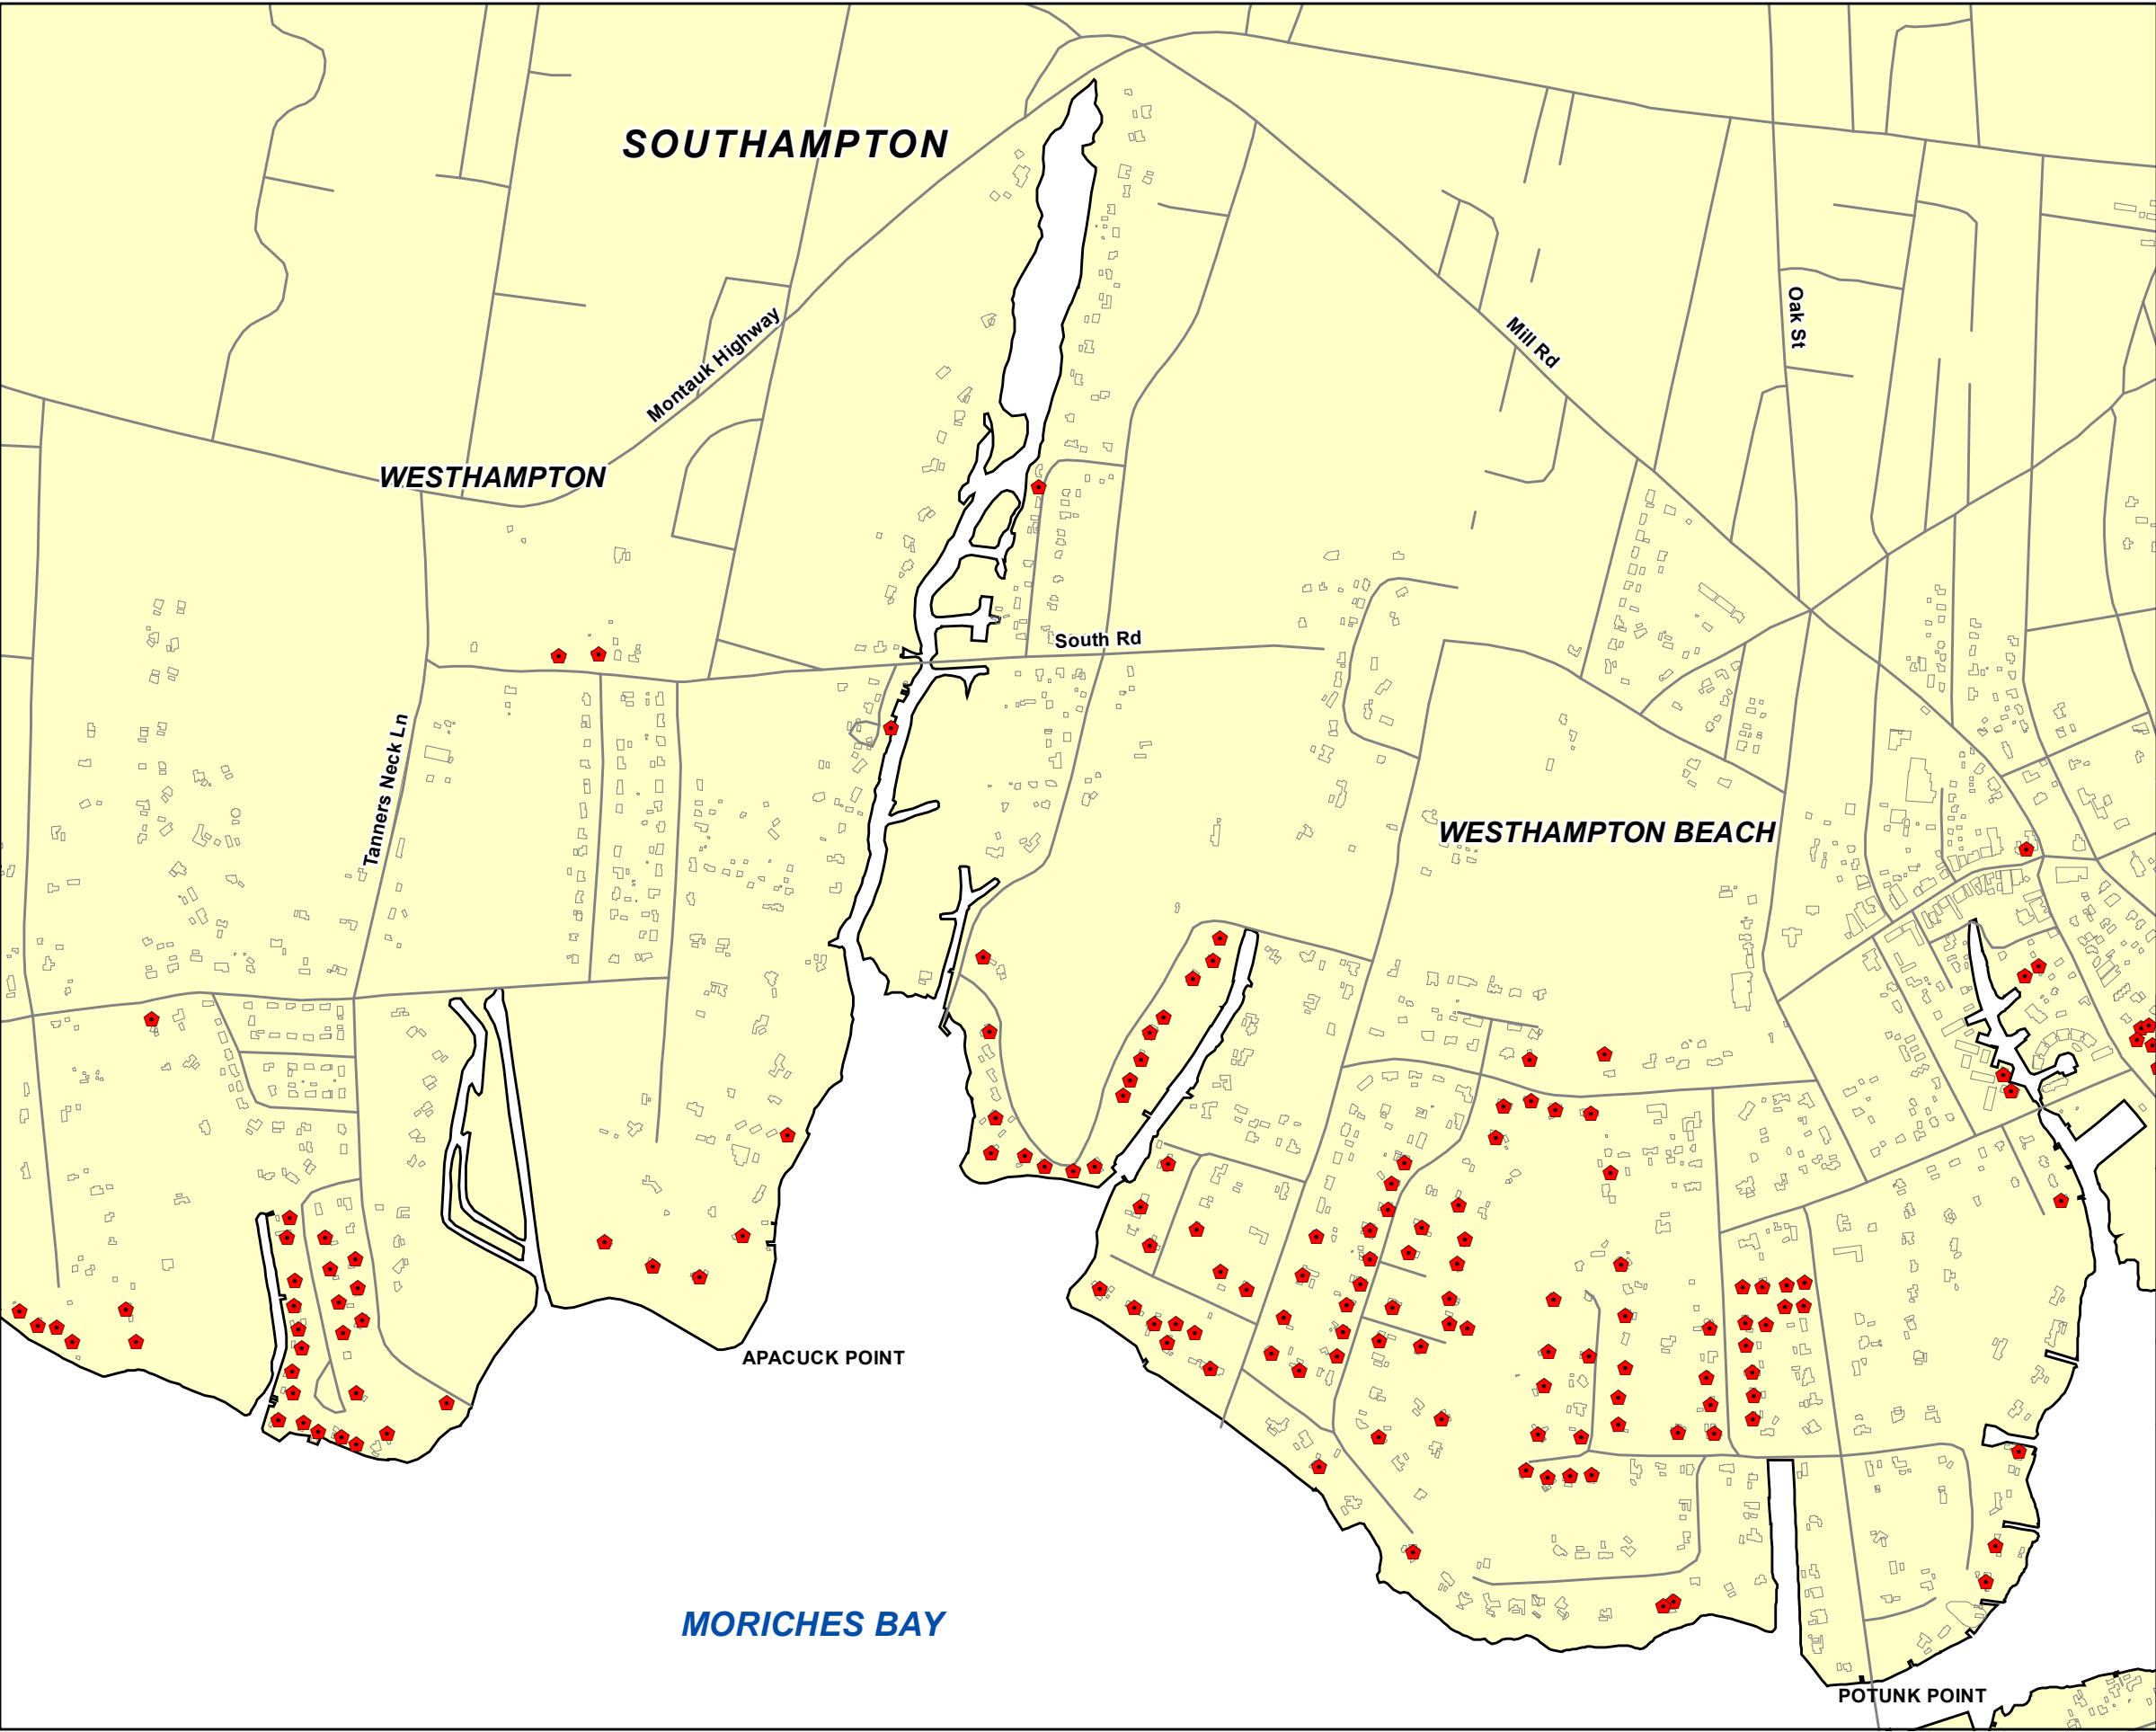 SOUTHAMPTON
Oak St
Mill Rd
Montauk Highway
WESTHAMPTON
South Rd
Tanners Neck Ln
WESTHAMPTON BEACH
APACUCK POINT
MORICHES BAY
POTUNK POINT